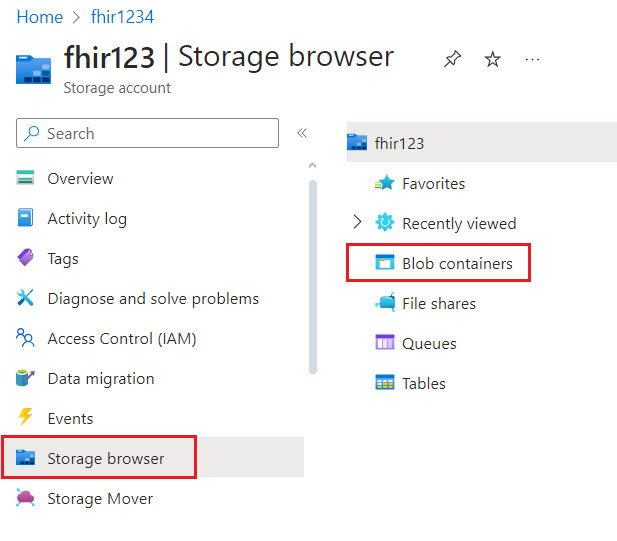 Home > fhir1234
fhir123 | Storage browser
Storage account
Search
Overview
Activity log
Tags
Diagnose and solve problems
Access Control (IAM)
Data migration
Events
Storage browser
Storage Mover
fhir123
Favorites
Recently viewed
Blob containers
File shares
Queues
Tables